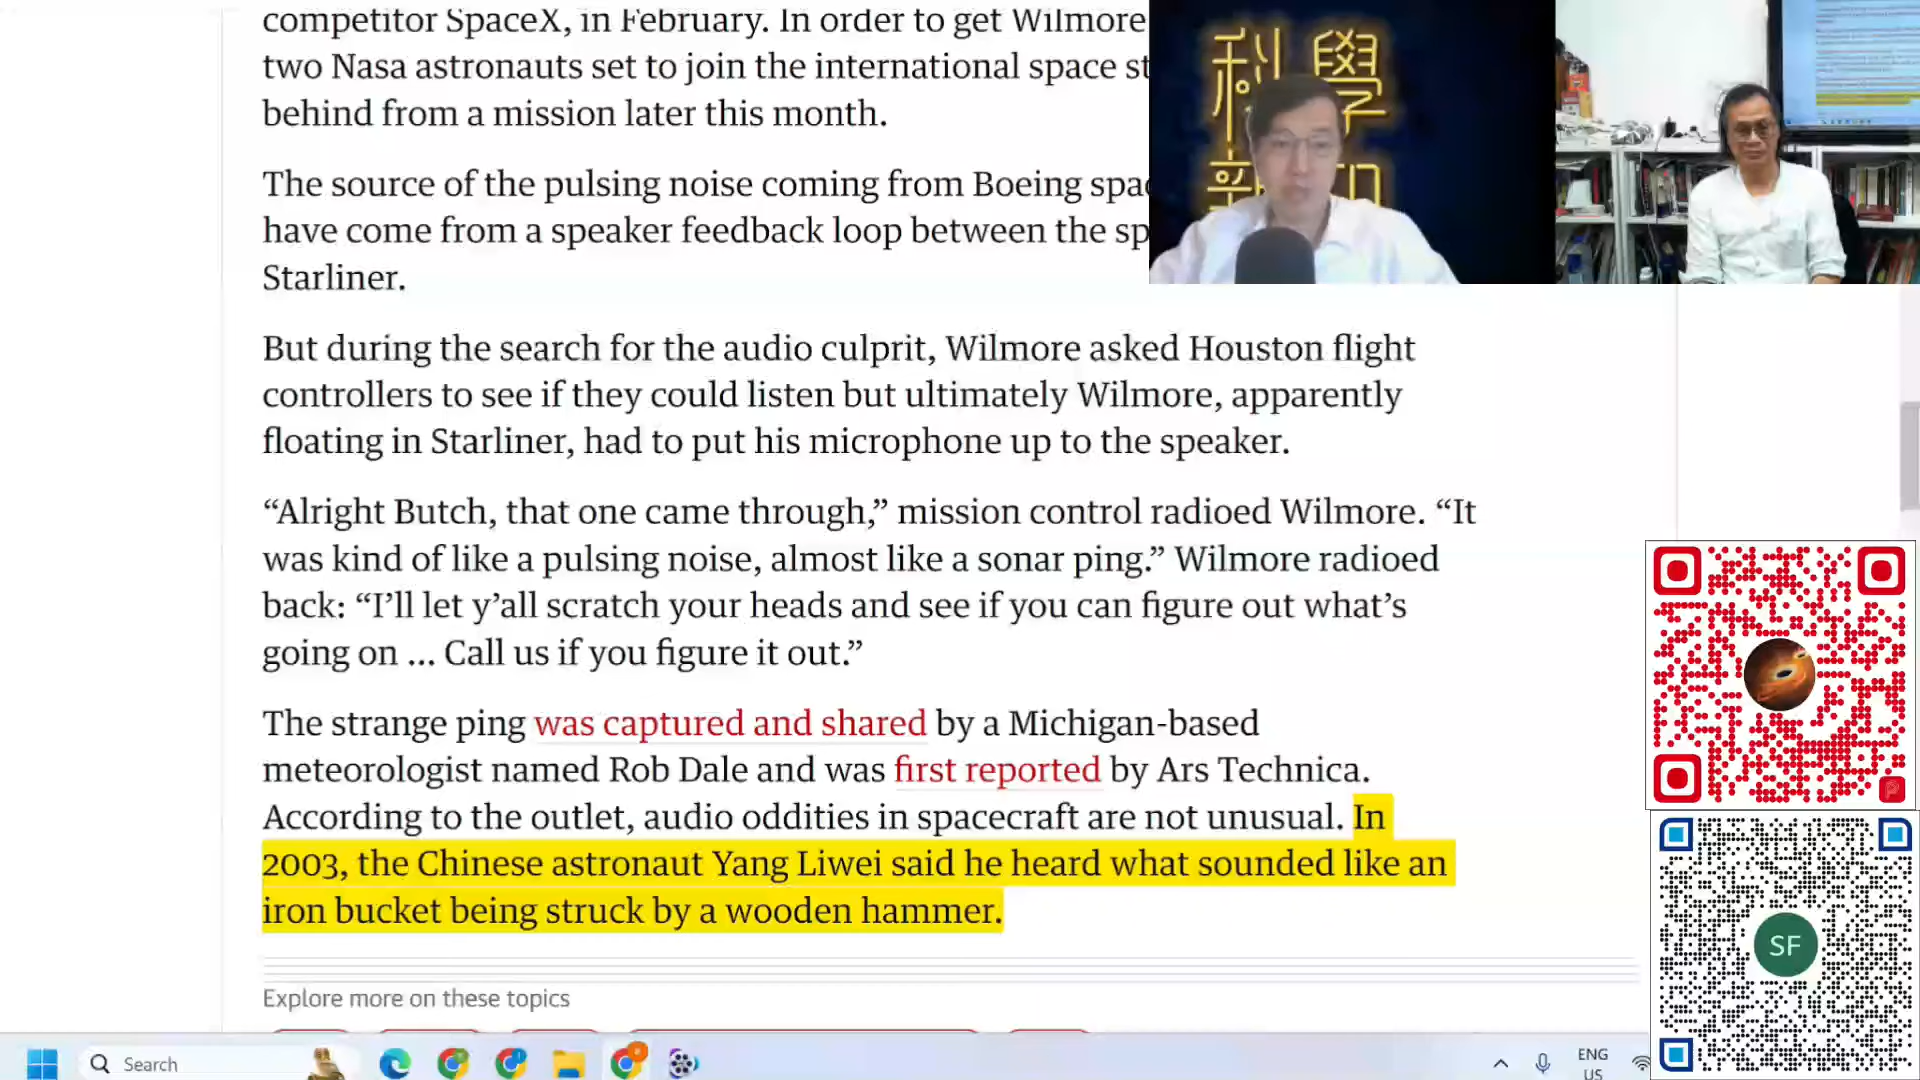 competitor SpaceX, in February. In order to get Wilmore
two Nasa astronauts set to join the international space st
behind from a mission later this month.
The source of the pulsing noise coming from Boeing spac
have come from a speaker feedback loop between the sp
Starliner.
But during the search for the audio culprit, Wilmore asked Houston flight
controllers to see if they could listen but ultimately Wilmore, apparently
floating in Starliner, had to put his microphone up to the speaker.
“Alright Butch, that one came through,” mission control radioed Wilmore. “It
was kind of like a pulsing noise, almost like a sonar ping.” Wilmore radioed
back: “I’ll let y’all scratch your heads and see if you can figure out what’s
going on ... Call us if you figure it out.”
The strange ping was captured and shared by a Michigan-based
meteorologist named Rob Dale and was first reported by Ars Technica.
According to the outlet, audio oddities in spacecraft are not unusual. In
2003, the Chinese astronaut Yang Liwei said he heard what sounded like an
iron bucket being struck by a wooden hammer.
Explore more on these topics
科學
新知
SF
Search
ENG
US